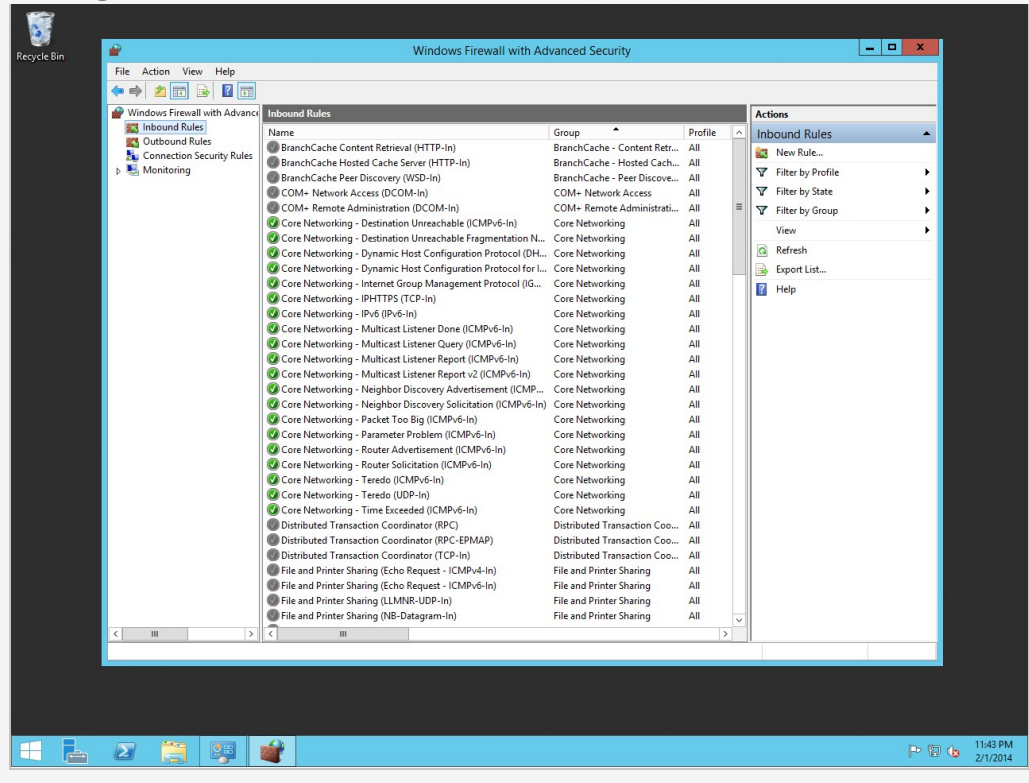 Recycle Bin
Windows Firewall with Advanced Security
File Action View Help
Windows Firewall with Advance
Inbound Rules
Outbound Rules
Connection Security Rules
Monitoring
Inbound Rules
Name Group Profile
BranchCache Content Retrieval (HTTP-In) BranchCache - Content Retr... All
BranchCache Hosted Cache Server (HTTP-In) BranchCache - Hosted Cach... All
BranchCache Peer Discovery (WSD-In) BranchCache - Peer Discove... All
COM+ Network Access (DCOM-In) COM+ Network Access All
COM+ Remote Administration (DCOM-In) COM+ Remote Administrati... All
Core Networking - Destination Unreachable (ICMPv6-In) Core Networking All
Core Networking - Destination Unreachable Fragmentation N... Core Networking All
Core Networking - Dynamic Host Configuration Protocol (DH... Core Networking All
Core Networking - Dynamic Host Configuration Protocol for I... Core Networking All
Core Networking - Internet Group Management Protocol (IG... Core Networking All
Core Networking - IPHTTPS (TCP-In) Core Networking All
Core Networking - IPv6 (IPv6-In) Core Networking All
Core Networking - Multicast Listener Done (ICMPv6-In) Core Networking All
Core Networking - Multicast Listener Query (ICMPv6-In) Core Networking All
Core Networking - Multicast Listener Report (ICMPv6-In) Core Networking All
Core Networking - Multicast Listener Report v2 (ICMPv6-In) Core Networking All
Core Networking - Neighbor Discovery Advertisement (ICMP... Core Networking All
Core Networking - Neighbor Discovery Solicitation (ICMPv6-In) Core Networking All
Core Networking - Packet Too Big (ICMPv6-In) Core Networking All
Core Networking - Parameter Problem (ICMPv6-In) Core Networking All
Core Networking - Router Advertisement (ICMPv6-In) Core Networking All
Core Networking - Router Solicitation (ICMPv6-In) Core Networking All
Core Networking - Teredo (ICMPv6-In) Core Networking All
Core Networking - Teredo (UDP-In) Core Networking All
Core Networking - Time Exceeded (ICMPv6-In) Core Networking All
Distributed Transaction Coordinator (RPC) Distributed Transaction Coo... All
Distributed Transaction Coordinator (RPC-EPMAP) Distributed Transaction Coo... All
Distributed Transaction Coordinator (TCP-In) Distributed Transaction Coo... All
File and Printer Sharing (Echo Request - ICMPv4-In) File and Printer Sharing All
File and Printer Sharing (Echo Request - ICMPv6-In) File and Printer Sharing All
File and Printer Sharing (LLMNR-UDP-In) File and Printer Sharing All
File and Printer Sharing (NB-Datagram-In) File and Printer Sharing All
Actions
Inbound Rules
New Rule...
Filter by Profile
Filter by State
Filter by Group
View
Refresh
Export List...
Help
11:43 PM
2/1/2014